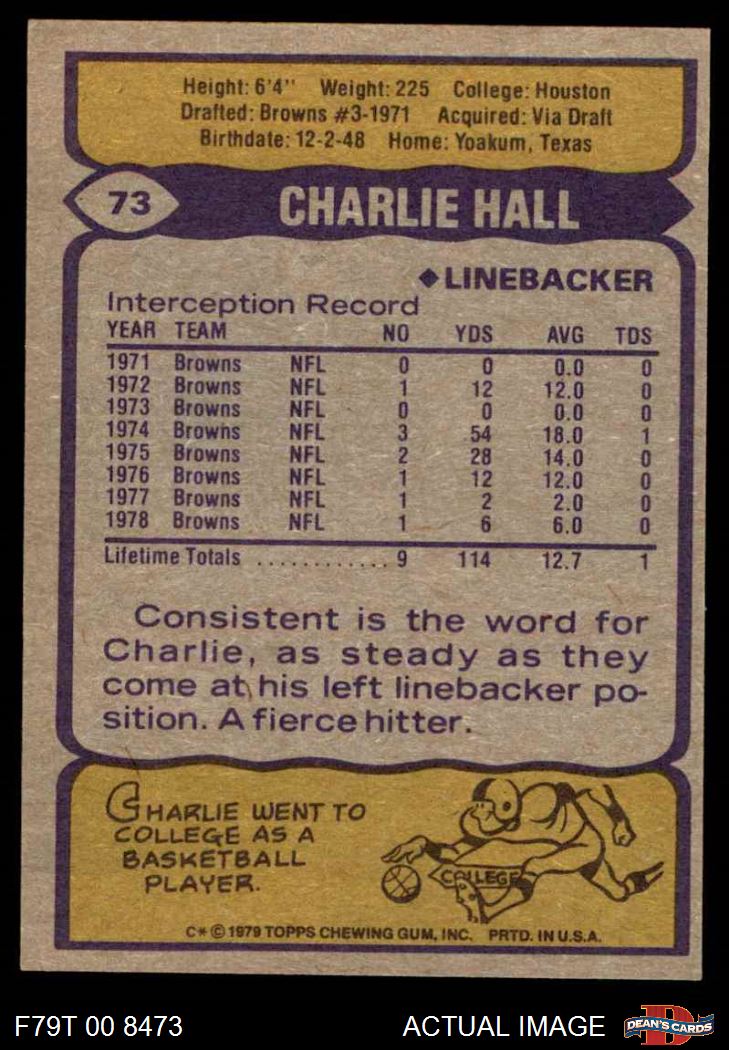 Height: 6'4" Weight: 225 College: Houston
Drafted: Browns #3-1971 Acquired: Via Draft
Birthdate: 12-2-48 Home: Yoakum, Texas
73 CHARLIE HALL
◆LINEBACKER
Interception Record
YEAR TEAM NO YDS AVG TDS
1971 Browns NFL 0 0 0.0 0
1972 Browns NFL 1 12 12.0 0
1973 Browns NFL 0 0 0.0 0
1974 Browns NFL 3 54 18.0 1
1975 Browns NFL 2 28 14.0 0
1976 Browns NFL 1 12 12.0 0
1977 Browns NFL 1 2 2.0 0
1978 Browns NFL 1 6 6.0 0
Lifetime Totals ............ 9 114 12.7 1
Consistent is the word for
Charlie, as steady as they
come at his left linebacker po-
sition. A fierce hitter.
CHARLIE WENT TO
COLLEGE AS A
BASKETBALL
PLAYER.
COLLEGE
C* © 1979 TOPPS CHEWING GUM, INC. PRTD. IN U.S.A.
F79T 00 8473 ACTUAL IMAGE D DEAN'S CARDS